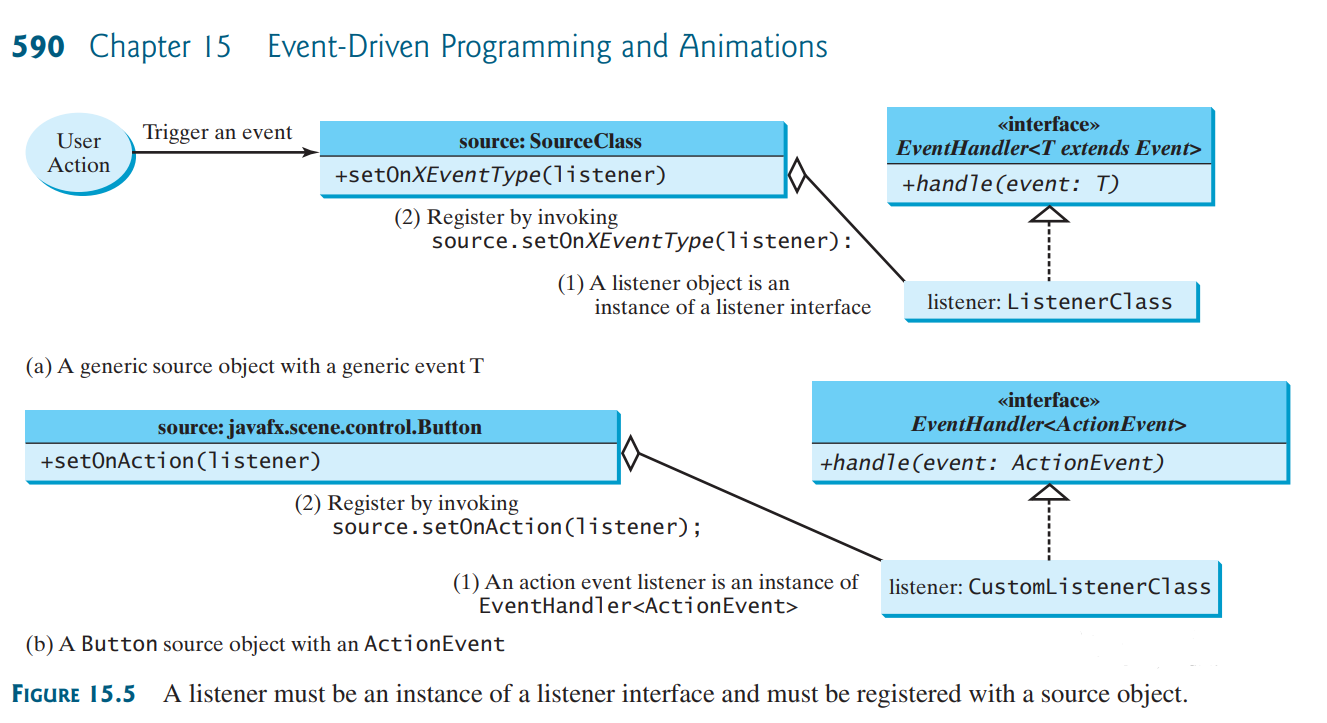 590 Chapter 15 Event-Driven Programming and Animations
User
Action
Trigger an event
source: SourceClass
+setOnXEventType(listener)
(2) Register by invoking
source.setOnXEventType(listener):
(1) A listener object is an
instance of a listener interface
«interface»
EventHandler<T extends Event>
+handle(event: T)
listener: ListenerClass
(a) A generic source object with a generic event T
source: javafx.scene.control.Button
+setOnAction(listener)
(2) Register by invoking
source.setOnAction(listener);
(1) An action event listener is an instance of
EventHandler<ActionEvent>
«interface»
EventHandler<ActionEvent>
+handle(event: ActionEvent)
listener: CustomListenerClass
(b) A Button source object with an ActionEvent
FIGURE 15.5 A listener must be an instance of a listener interface and must be registered with a source object.